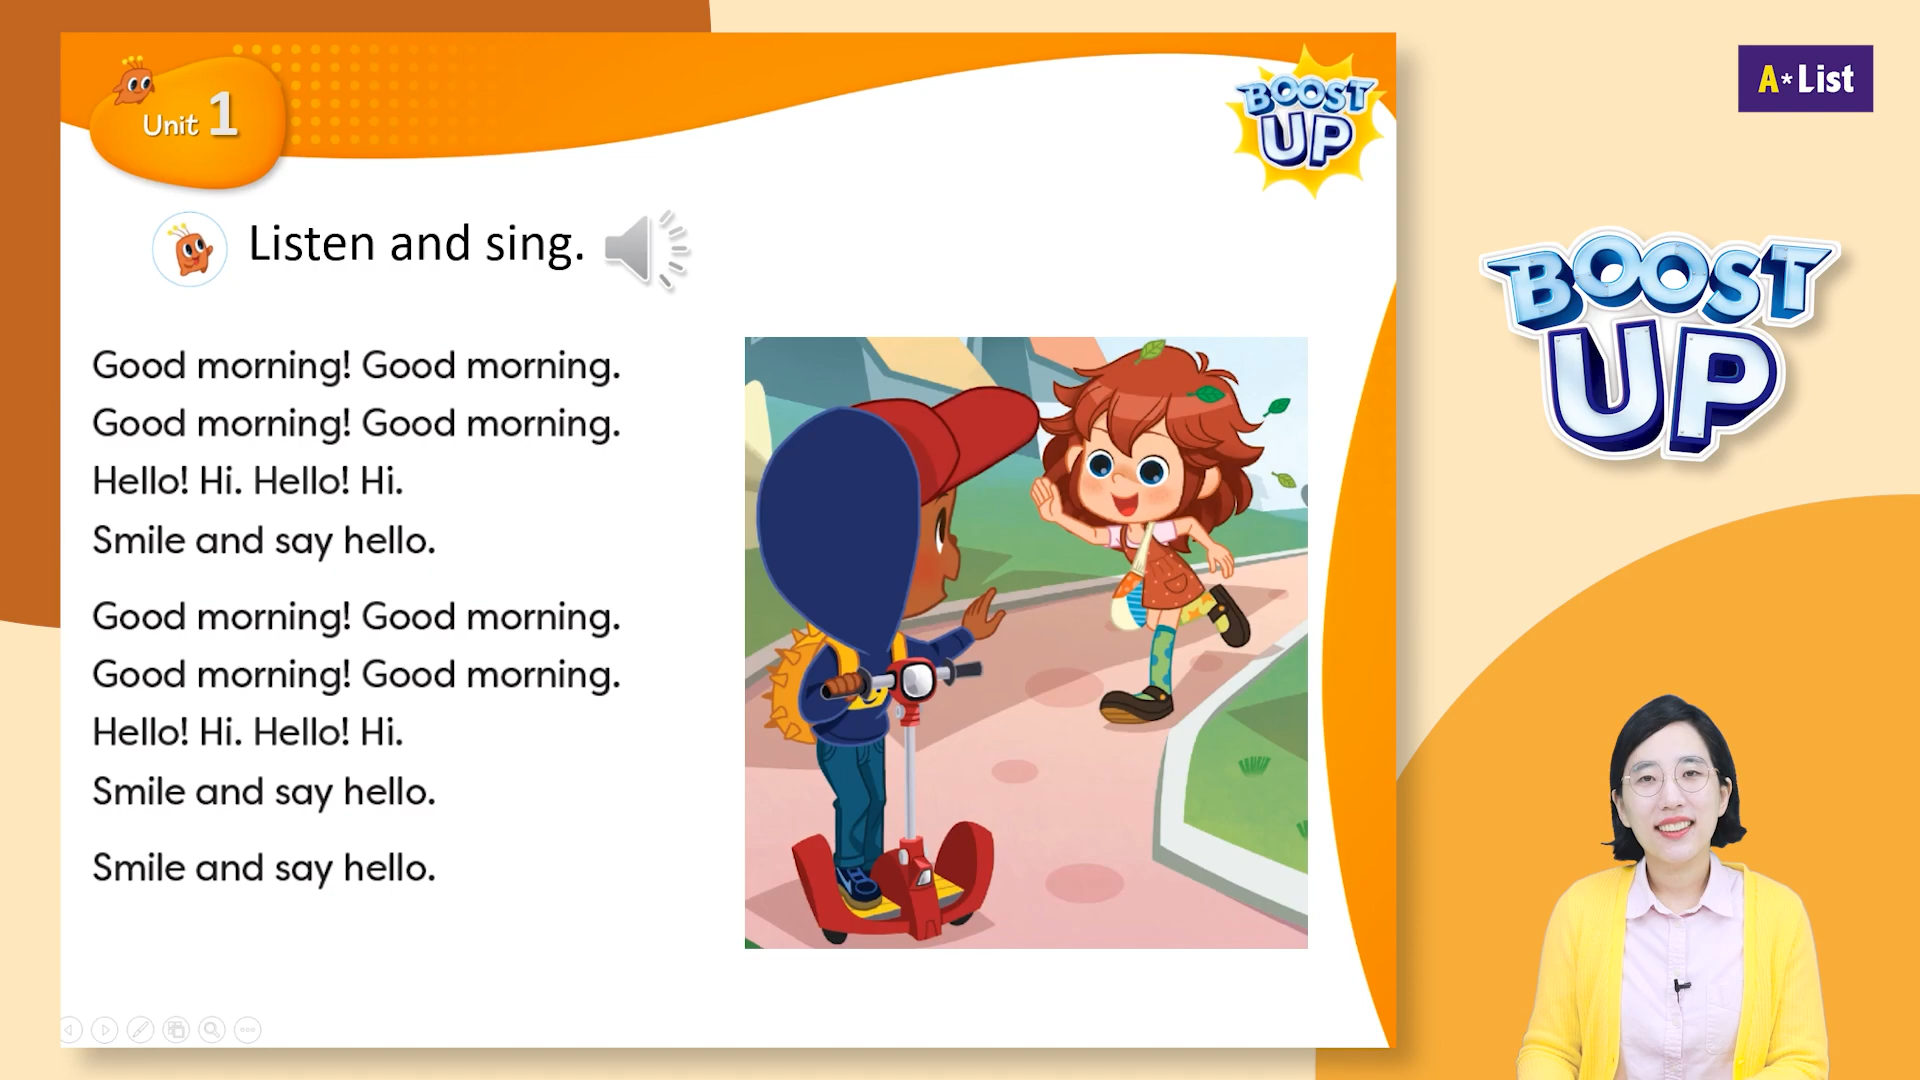 Unit 1
BOOST
UP
A*List
Listen and sing.
Good morning! Good morning.
Good morning! Good morning.
Hello! Hi. Hello! Hi.
Smile and say hello.
Good morning! Good morning.
Good morning! Good morning.
Hello! Hi. Hello! Hi.
Smile and say hello.
Smile and say hello.
BOOST
UP